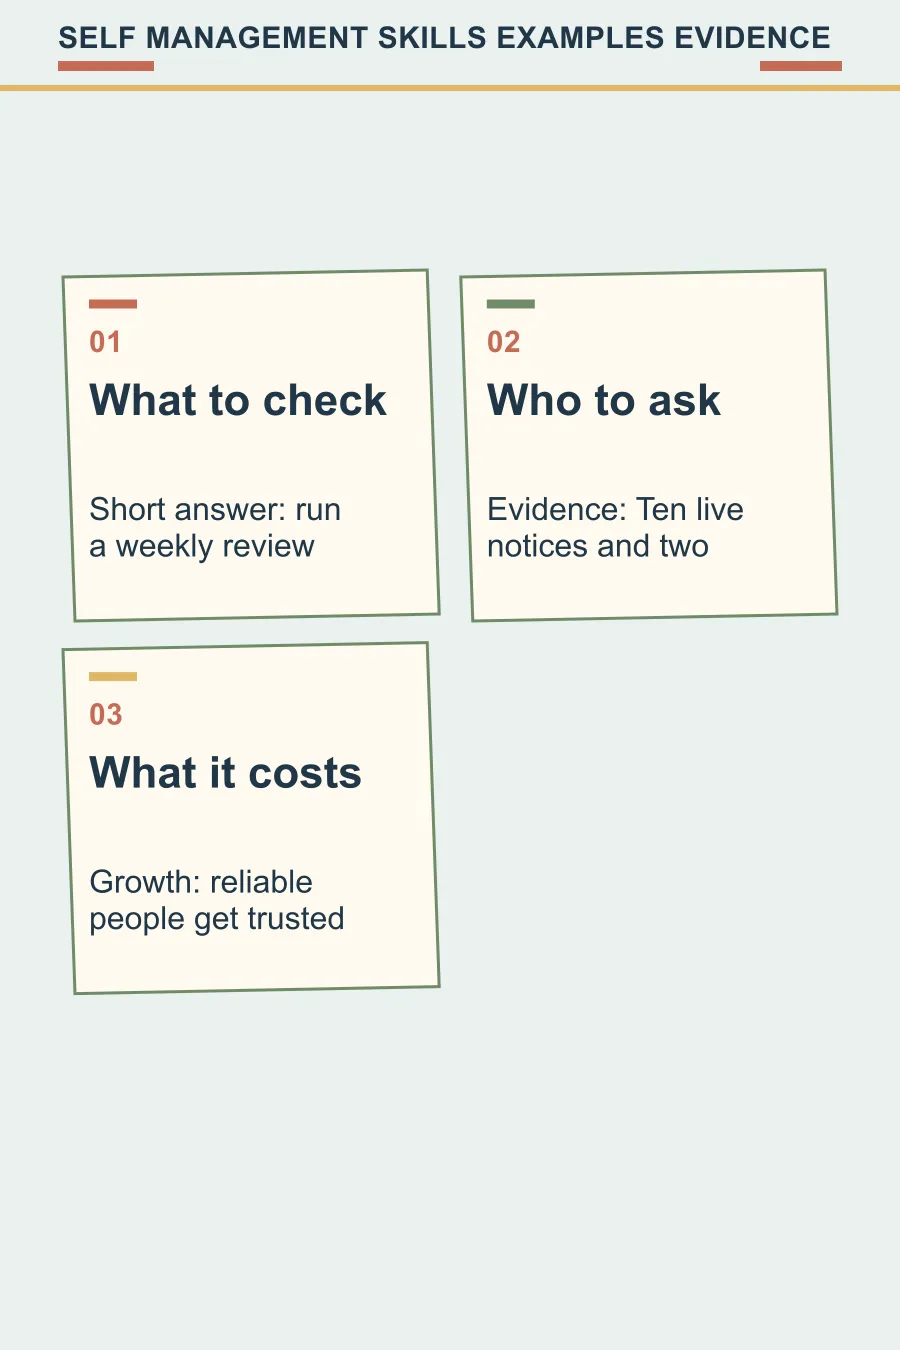 SELF MANAGEMENT SKILLS EXAMPLES EVIDENCE
01
What to check
Short answer: run
a weekly review
02
Who to ask
Evidence: Ten live
notices and two
03
What it costs
Growth: reliable
people get trusted